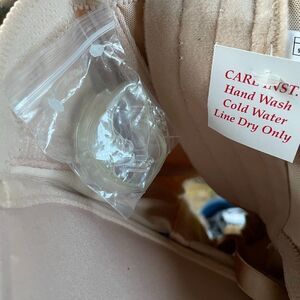 CARE INST.
Hand Wash
Cold Water
Line Dry Only